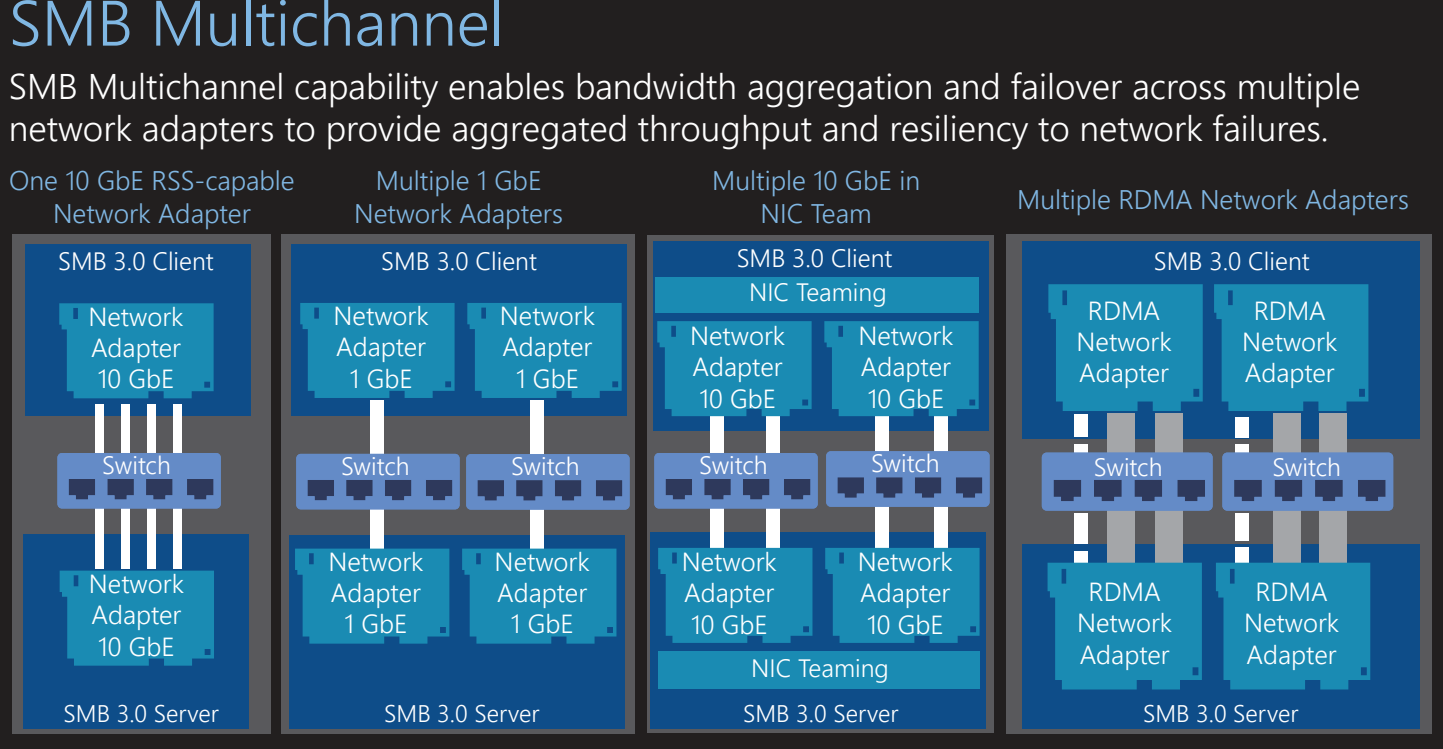 SMB Multichannel
SMB Multichannel capability enables bandwidth aggregation and failover across multiple
network adapters to provide aggregated throughput and resiliency to network failures.
One 10 GbE RSS-capable
Network Adapter
SMB 3.0 Client
Network
Adapter
10 GbE
Switch
Network
Adapter
10 GbE
SMB 3.0 Server
Multiple 1 GbE
Network Adapters
SMB 3.0 Client
Network
Adapter
1 GbE
Network
Adapter
1 GbE
Switch
Switch
Network
Adapter
1 GbE
Network
Adapter
1 GbE
SMB 3.0 Server
Multiple 10 GbE in
NIC Team
SMB 3.0 Client
NIC Teaming
Network
Adapter
10 GbE
Network
Adapter
10 GbE
Switch
Switch
Network
Adapter
10 GbE
Network
Adapter
10 GbE
NIC Teaming
SMB 3.0 Server
Multiple RDMA Network Adapters
SMB 3.0 Client
RDMA
Network
Adapter
RDMA
Network
Adapter
Switch
Switch
RDMA
Network
Adapter
RDMA
Network
Adapter
SMB 3.0 Server